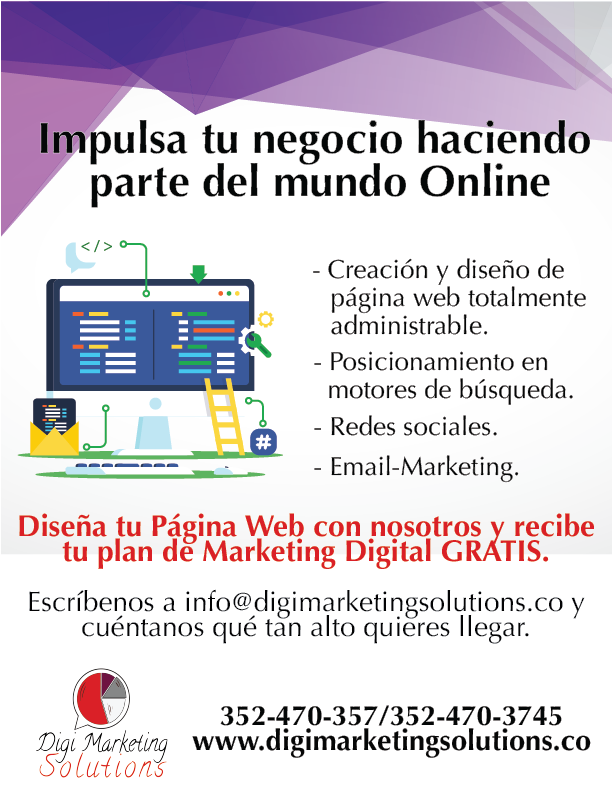 Impulsa tu negocio haciendo
parte del mundo Online
</>
- Creación y diseño de
página web totalmente
administrable.
- Posicionamiento en
motores de búsqueda.
- Redes sociales.
- Email-Marketing.
#
Diseña tu Página Web con nosotros y recibe
tu plan de Marketing Digital GRATIS.
Escríbenos a info@digimarketingsolutions.co y
cuéntanos qué tan alto quieres llegar.
Digi Marketing
Solutions
352-470-357/352-470-3745
www.digimarketingsolutions.co